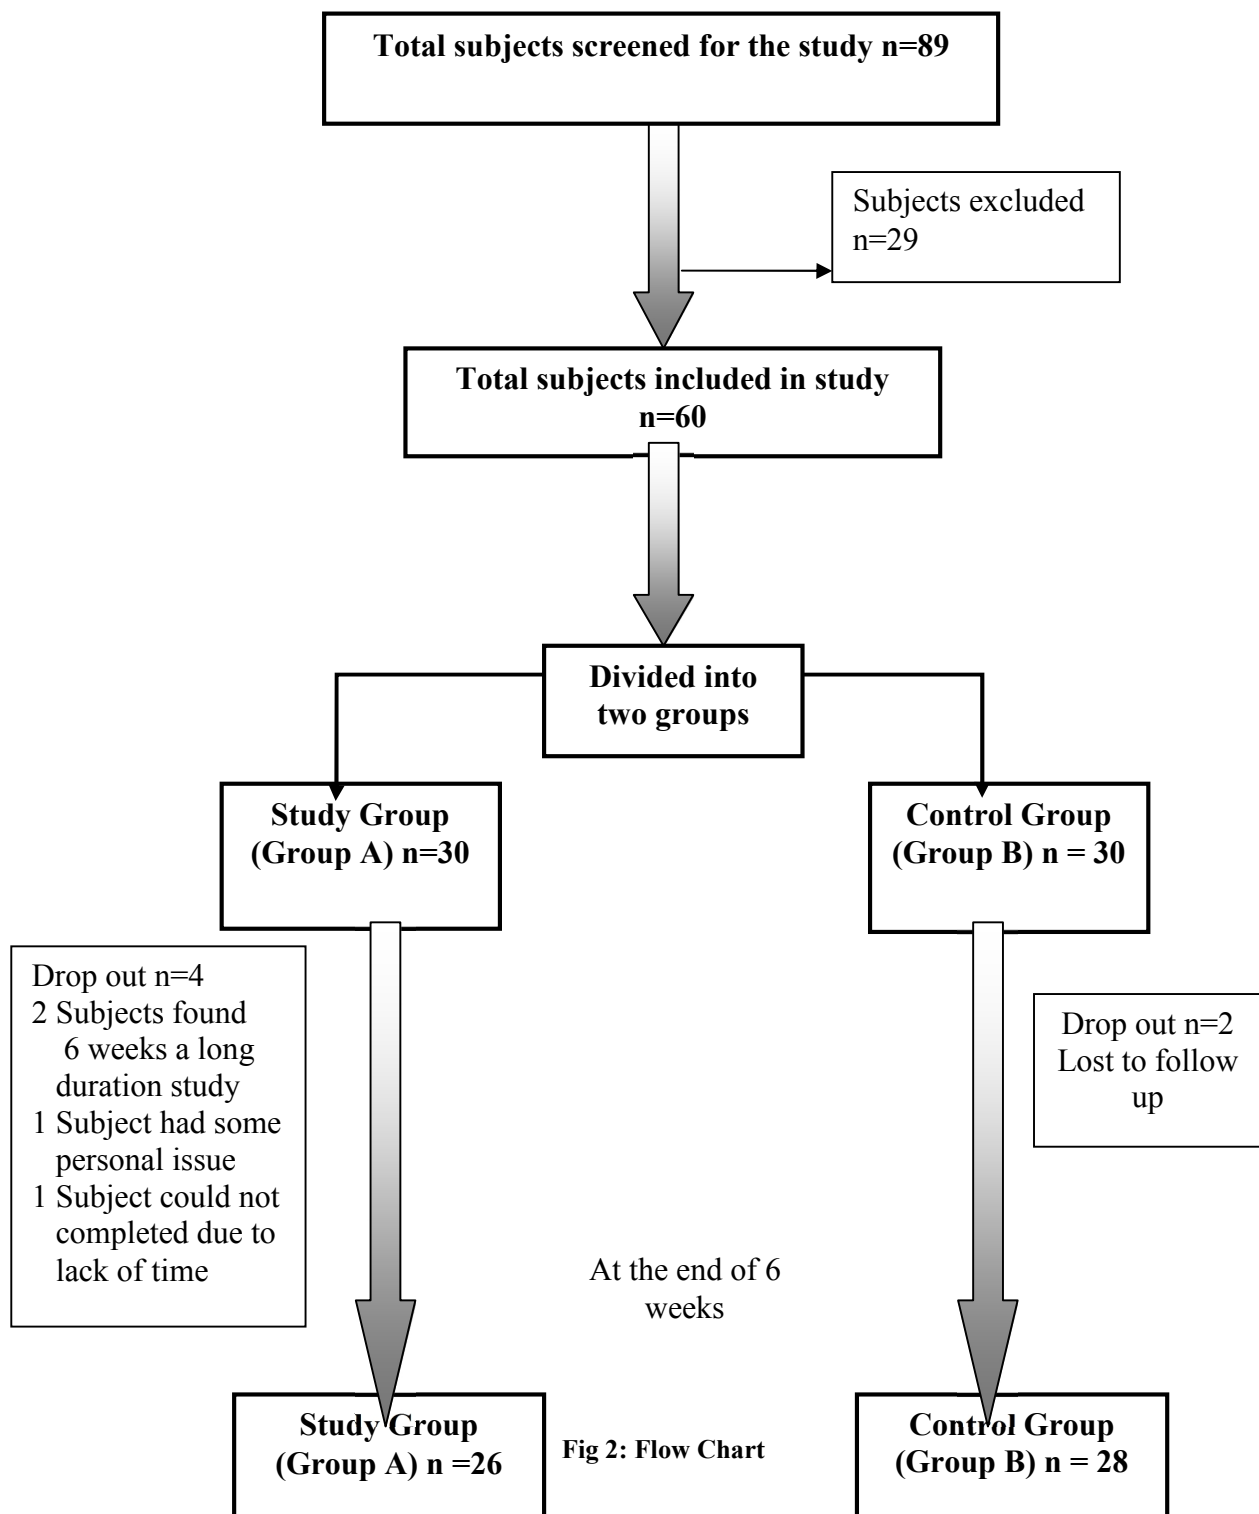 Total subjects screened for the study n=89
Subjects excluded
n=29
Total subjects included in study
n=60
Divided into
two groups
Study Group
(Group A) n=30
Control Group
(Group B) n = 30
Drop out n=4
2 Subjects found
6 weeks a long
duration study
1 Subject had some
personal issue
1 Subject could not
completed due to
lack of time
Drop out n=2
Lost to follow
up
At the end of 6
weeks
Study Group
(Group A) n =26
Fig 2: Flow Chart
Control Group
(Group B) n = 28